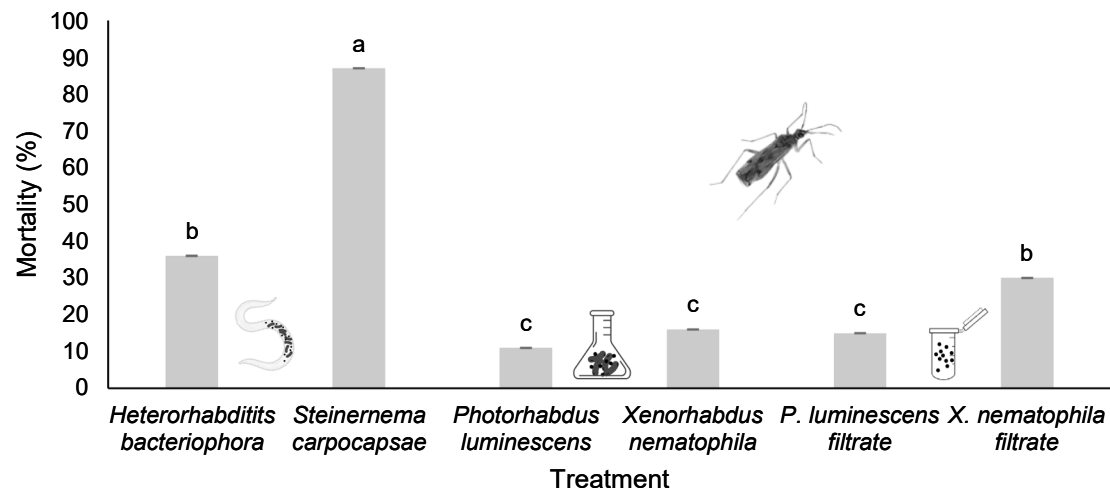 Mortality (%)
100
90
80
70
60
50
40
30
20
10
0
b
a
c
c
c
b
Heterorhabditits
bacteriophora
Steinernema
carpocapsae
Photorhabdus
luminescens
Xenorhabdus
nematophila
P. luminescens
filtrate
X. nematophila
filtrate
Treatment